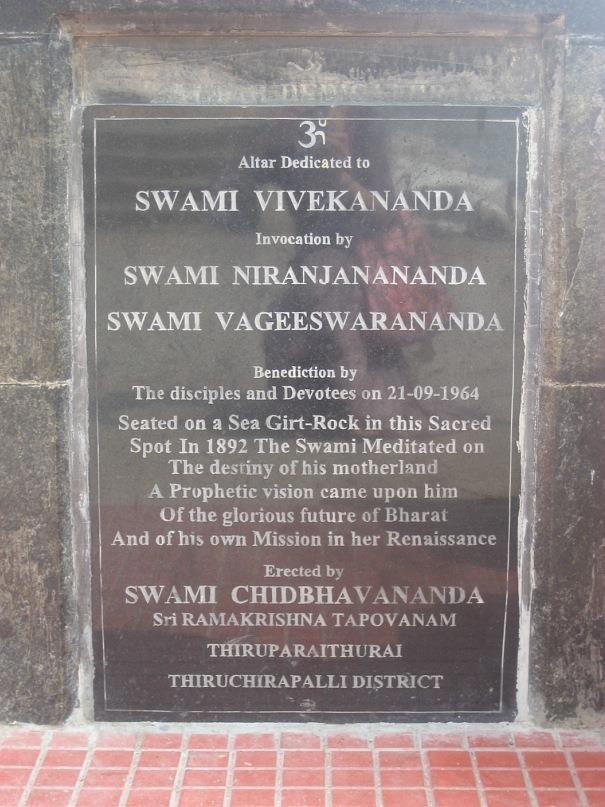 ॐ
Altar Dedicated to
SWAMI VIVEKANANDA
Invocation by
SWAMI NIRANJANANANDA
SWAMI VAGEESWARANANDA
Benediction by
The disciples and Devotees on 21-09-1964
Seated on a Sea Girt-Rock in this Sacred
Spot In 1892 The Swami Meditated on
The destiny of his motherland
A Prophetic vision came upon him
Of the glorious future of Bharat
And of his own Mission in her Renaissance
Erected by
SWAMI CHIDBHAVANANDA
Sri RAMAKRISHNA TAPOVANAM
THIRUPARAITHURAI
THIRUCHIRAPALLI DISTRICT